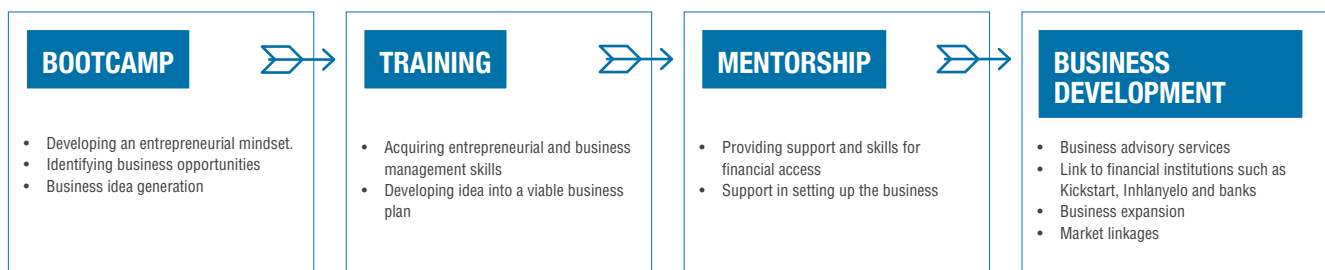 BOOTCAMP
• Developing an entrepreneurial mindset.
• Identifying business opportunities
• Business idea generation
TRAINING
• Acquiring entrepreneurial and business
management skills
• Developing idea into a viable business
plan
MENTORSHIP
• Providing support and skills for
financial access
• Support in setting up the business
BUSINESS
DEVELOPMENT
• Business advisory services
• Link to financial institutions such as
Kickstart, Inhlanyelo and banks
• Business expansion
• Market linkages